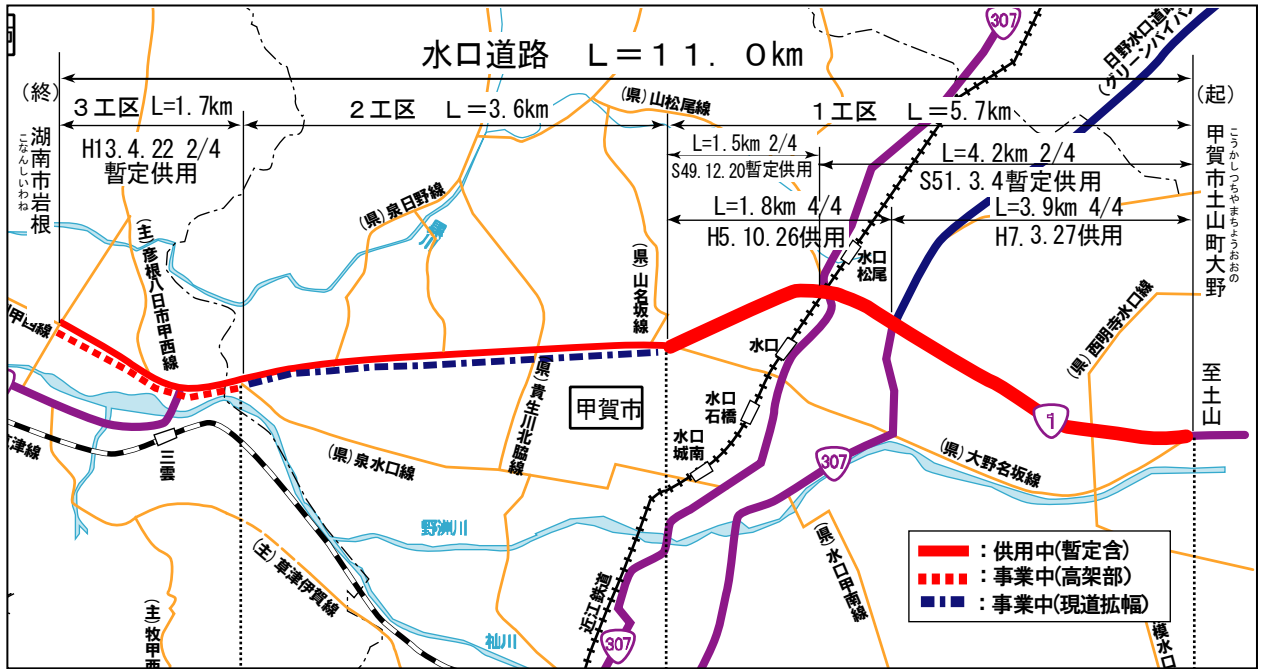 水口道路　L＝11.0km
(終)
湖南市岩根
こなんしいわね
3工区 L=1.7km
H13.4.22 2/4
暫定供用
2工区　L＝3.6km
1工区　L＝5.7km
L=1.5km 2/4
S49.12.20暫定供用
L=4.2km 2/4
S51.3.4暫定供用
L=1.8km 4/4
H5.10.26供用
L=3.9km 4/4
H7.3.27供用
(起)
甲賀市土山町大野
こうかしつちやまちょうおおの
至土山
307
日野水口道路
(グリーンバイパ
(県)山松尾線
(県)泉日野線
(主)彦根八日市甲西線
(県)山名坂線
水口
松尾
水口
水口
石橋
水口
城南
甲賀市
(県)貴生川北脇線
(県)西明寺水口線
1
甲西線
津線
三雲
(県)泉水口線
307
(県)大野名坂線
野洲川
(主)草津伊賀線
(県)水口甲南線
近江鉄道
307
杣川
(主)牧甲西
模水口
：供用中(暫定含)
：事業中(高架部)
：事業中(現道拡幅)